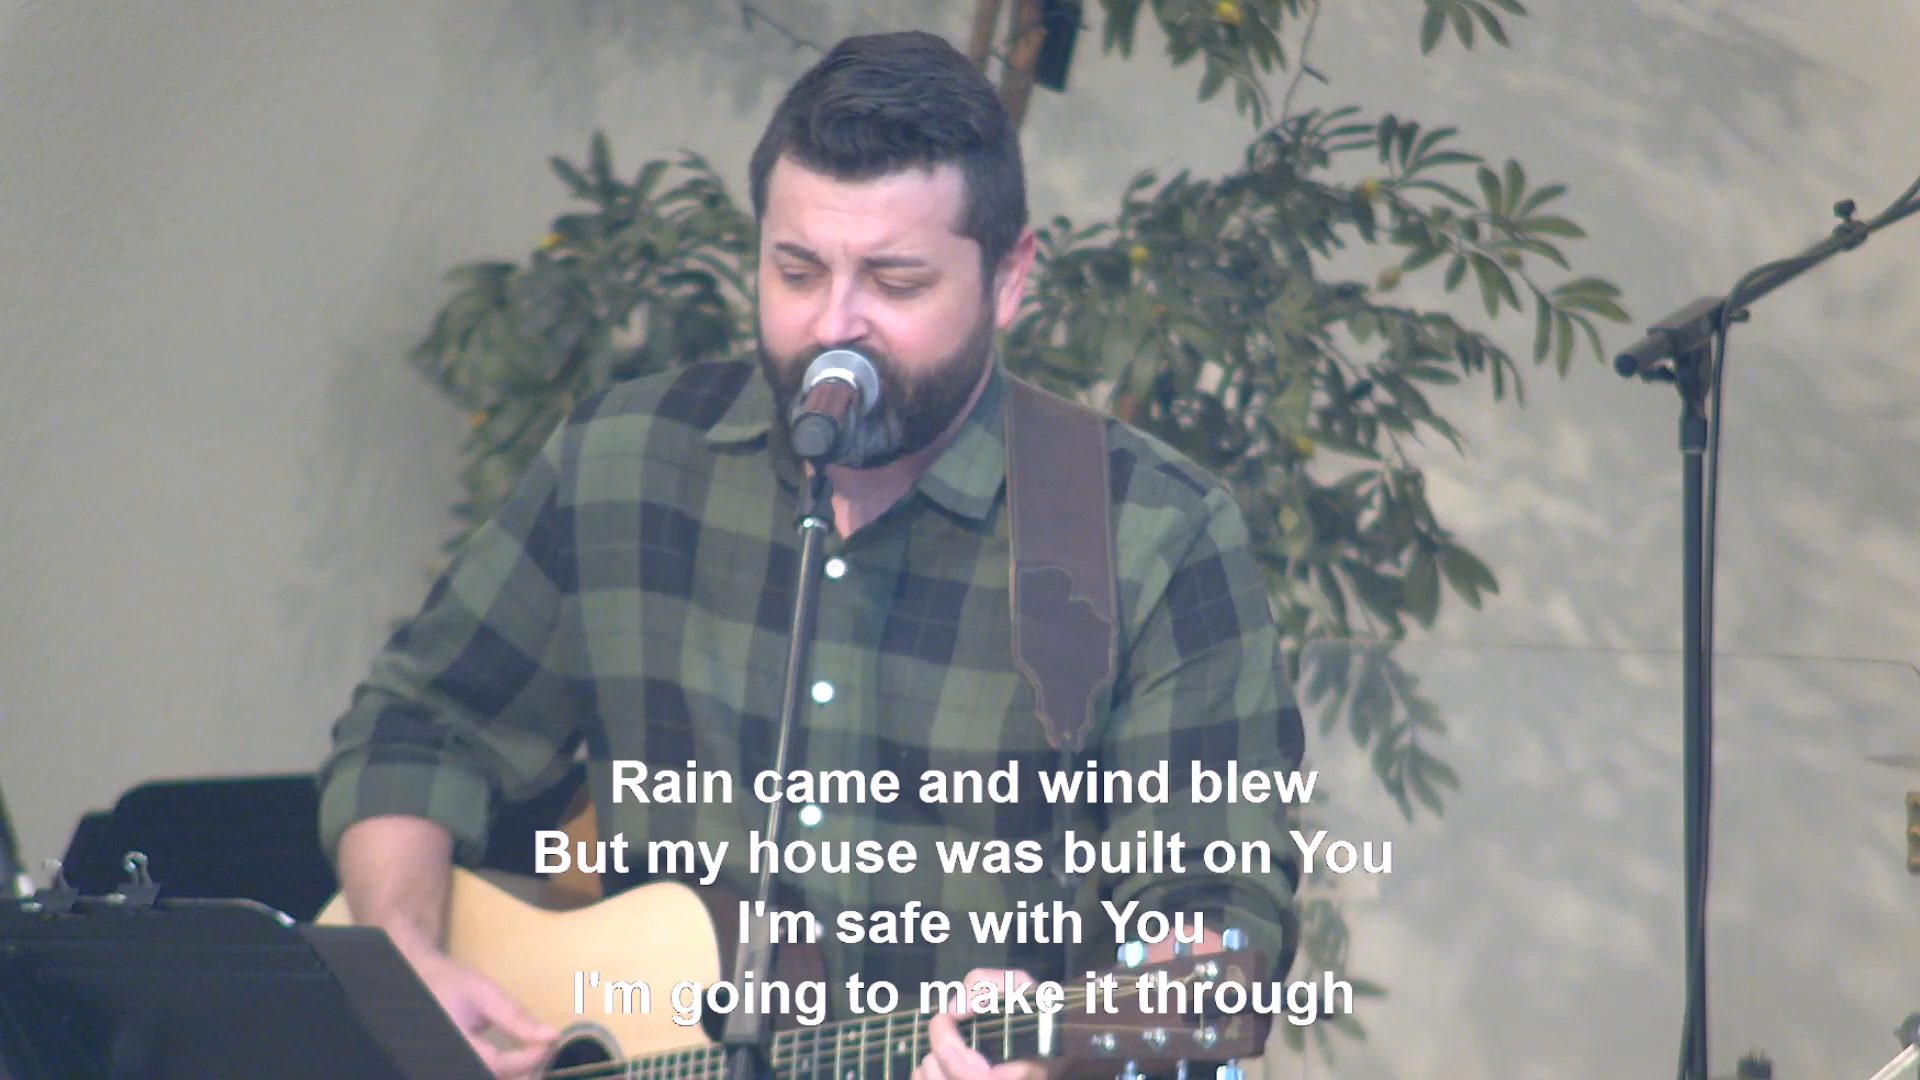 Rain came and wind blew
But my house was built on You
I'm safe with You
I'm going to make it through